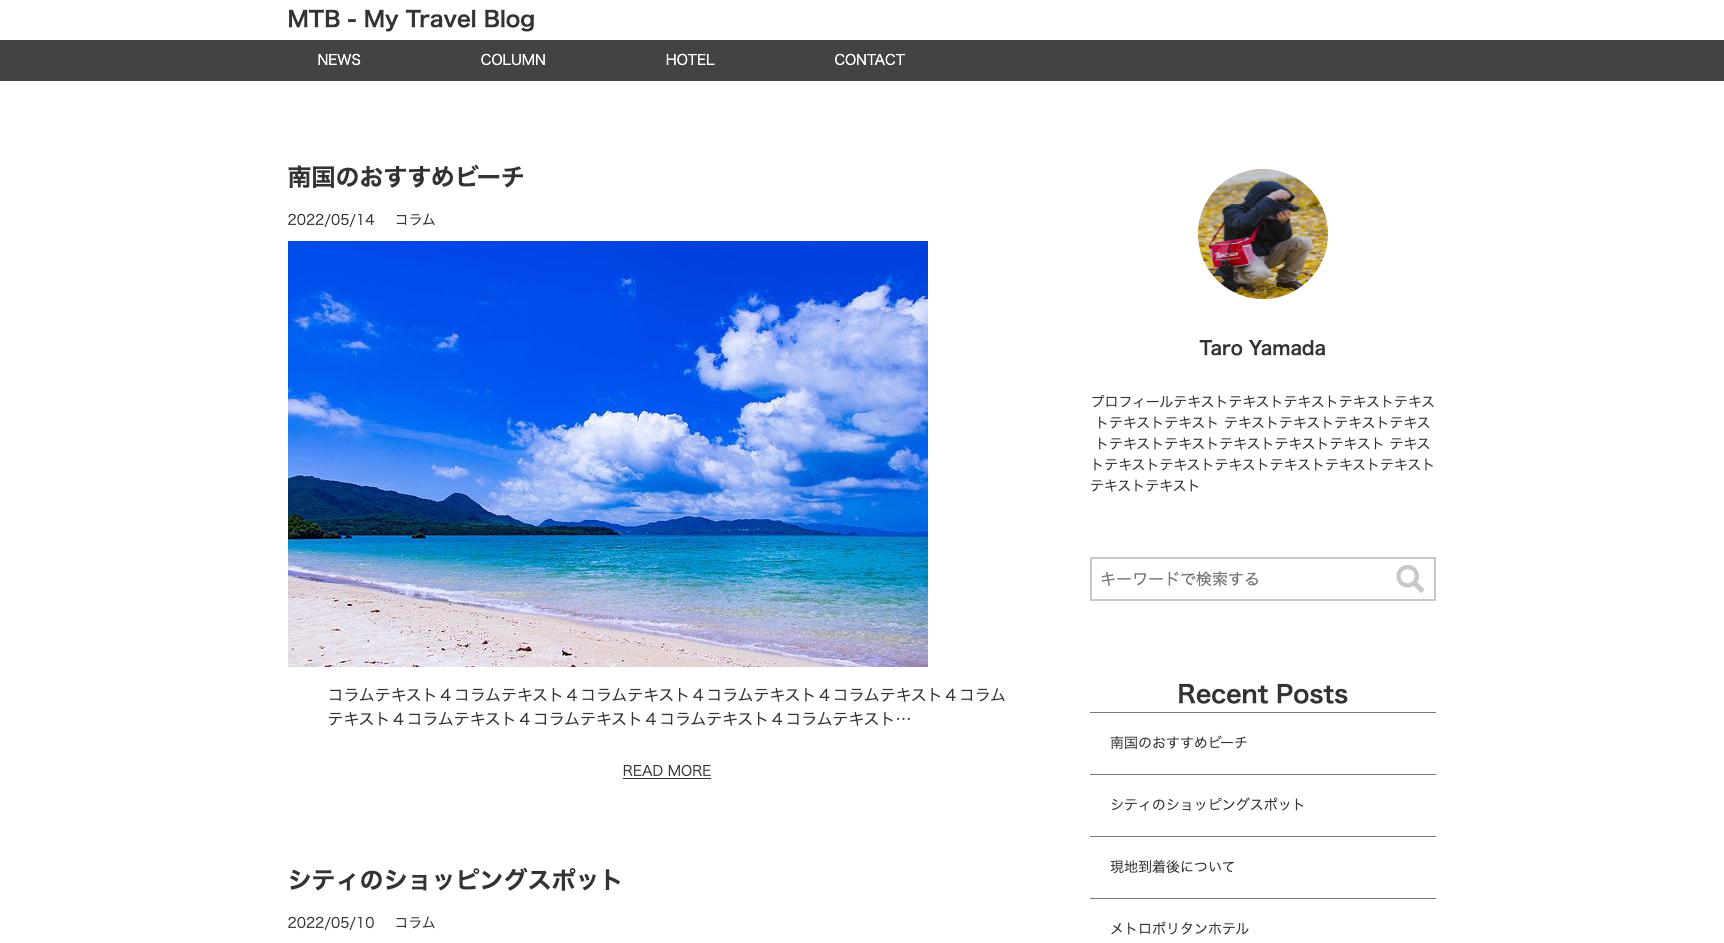 MTB - My Travel Blog
NEWS
COLUMN
HOTEL
CONTACT
南国のおすすめビーチ
2022/05/14 コラム
コラムテキスト４コラムテキスト４コラムテキスト４コラムテキスト４コラムテキスト４コラム
テキスト４コラムテキスト４コラムテキスト４コラムテキスト４コラムテキスト…
READ MORE
シティのショッピングスポット
2022/05/10 コラム
Taro Yamada
プロフィールテキストテキストテキストテキストテキス
トテキストテキスト テキストテキストテキストテキス
トテキストテキストテキストテキストテキスト テキス
トテキストテキストテキストテキストテキストテキスト
テキストテキスト
キーワードで検索する
Recent Posts
南国のおすすめビーチ
シティのショッピングスポット
現地到着後について
メトロポリタンホテル